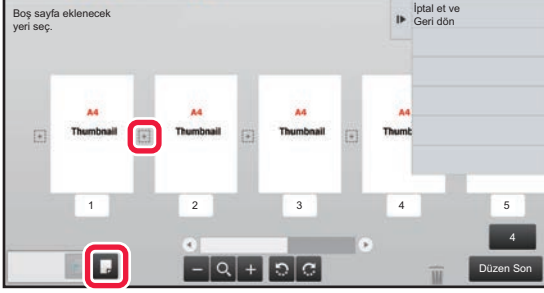 Boş sayfa eklenecek
yeri seç.
İptal et ve
Geri dön
A4 A4 A4 A4
Thumbnail Thumbnail Thumbnail Thumb
1 2 3 4 5
4
Düzen Son